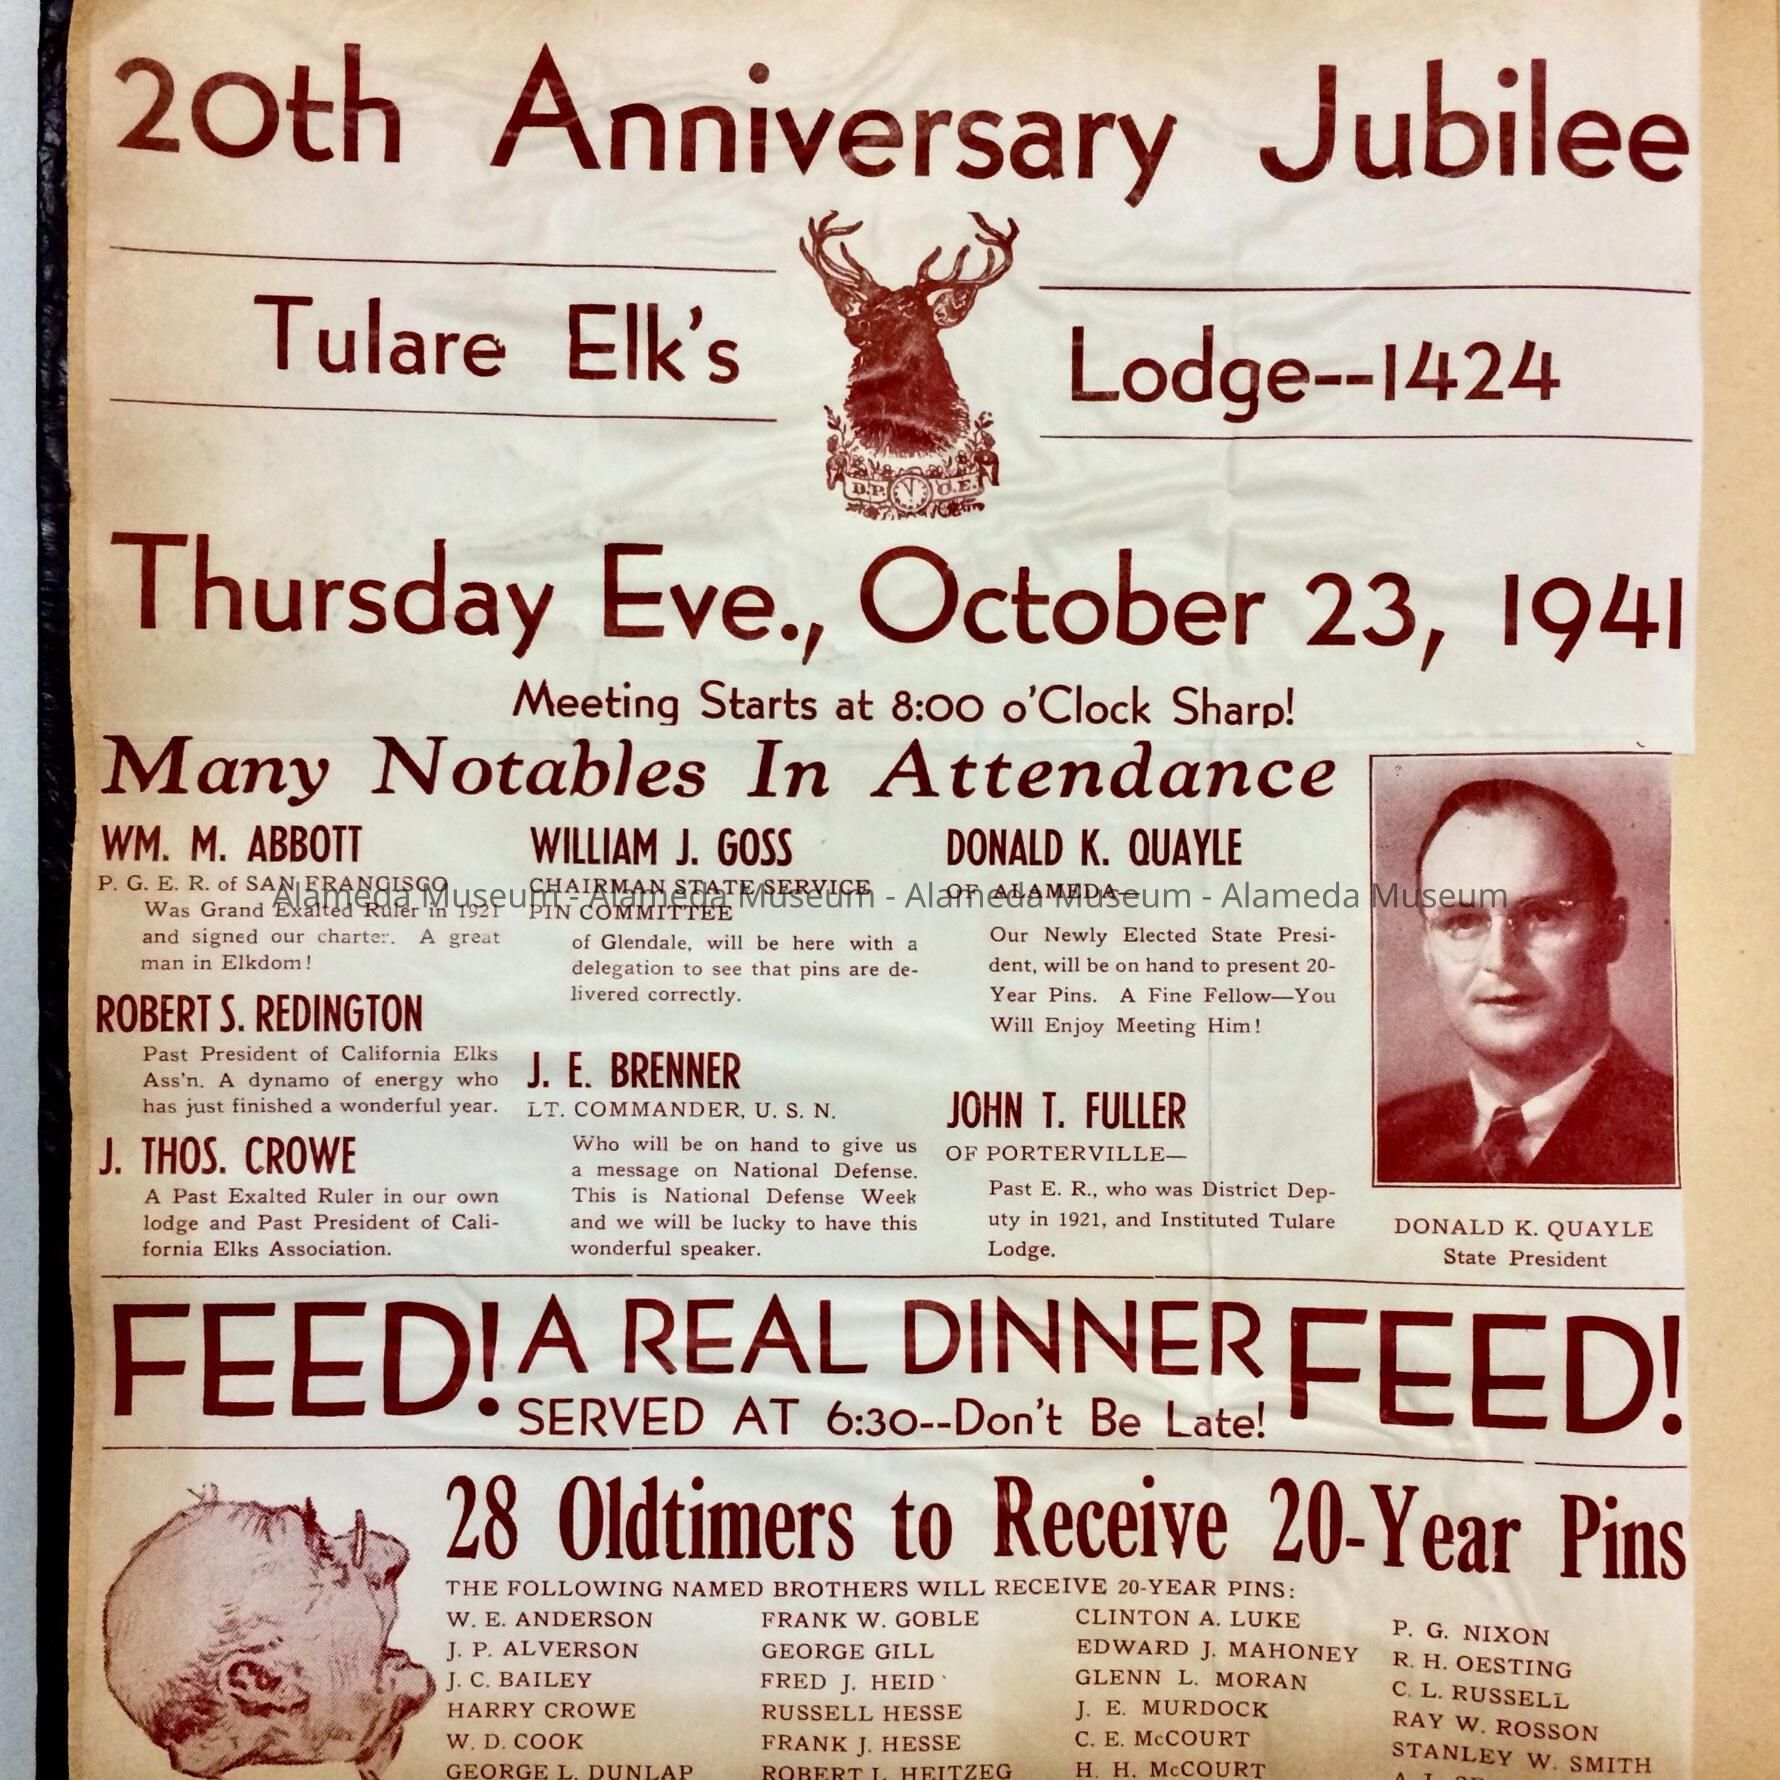 20th Anniversary Jubilee
Tulare Elk's Lodge--1424
Thursday Eve., October 23, 1941
Meeting Starts at 8:00 o'Clock Sharp!
Many Notables In Attendance
WM. M. ABBOTT
P. G. E. R. of SAN FRANCISCO
Was Grand Exalted Ruler in 1921
and signed our charter. A great
man in Elkdom!
ROBERT S. REDINGTON
Past President of California Elks
Ass'n. A dynamo of energy who
has just finished a wonderful year.
J. THOS. CROWE
A Past Exalted Ruler in our own
lodge and Past President of Cali-
fornia Elks Association.
WILLIAM J. GOSS
CHAIRMAN STATE SERVICE
PIN COMMITTEE
of Glendale, will be here with a
delegation to see that pins are de-
livered correctly.
J. E. BRENNER
LT. COMMANDER, U. S. N.
Who will be on hand to give us
a message on National Defense.
This is National Defense Week
and we will be lucky to have this
wonderful speaker.
DONALD K. QUAYLE
OF ALAMEDA—
Our Newly Elected State Presi-
dent, will be on hand to present 20-
Year Pins. A Fine Fellow—You
Will Enjoy Meeting Him!
JOHN T. FULLER
OF PORTERVILLE—
Past E. R., who was District Dep-
uty in 1921, and Instituted Tulare
Lodge.
DONALD K. QUAYLE
State President
Alameda Museum - Alameda Museum - Alameda Museum - Alameda Museum
FEED! A REAL DINNER FEED!
SERVED AT 6:30--Don't Be Late!
28 Oldtimers to Receive 20-Year Pins
THE FOLLOWING NAMED BROTHERS WILL RECEIVE 20-YEAR PINS:
W. E. ANDERSON
J. P. ALVERSON
J. C. BAILEY
HARRY CROWE
W. D. COOK
GEORGE L. DUNLAP
FRANK W. GOBLE
GEORGE GILL
FRED J. HEID
RUSSELL HESSE
FRANK J. HESSE
ROBERT L. HEITZEG
CLINTON A. LUKE
EDWARD J. MAHONEY
GLENN L. MORAN
J. E. MURDOCK
C. E. McCOURT
H. H. McCOURT
P. G. NIXON
R. H. OESTING
C. L. RUSSELL
RAY W. ROSSON
STANLEY W. SMITH